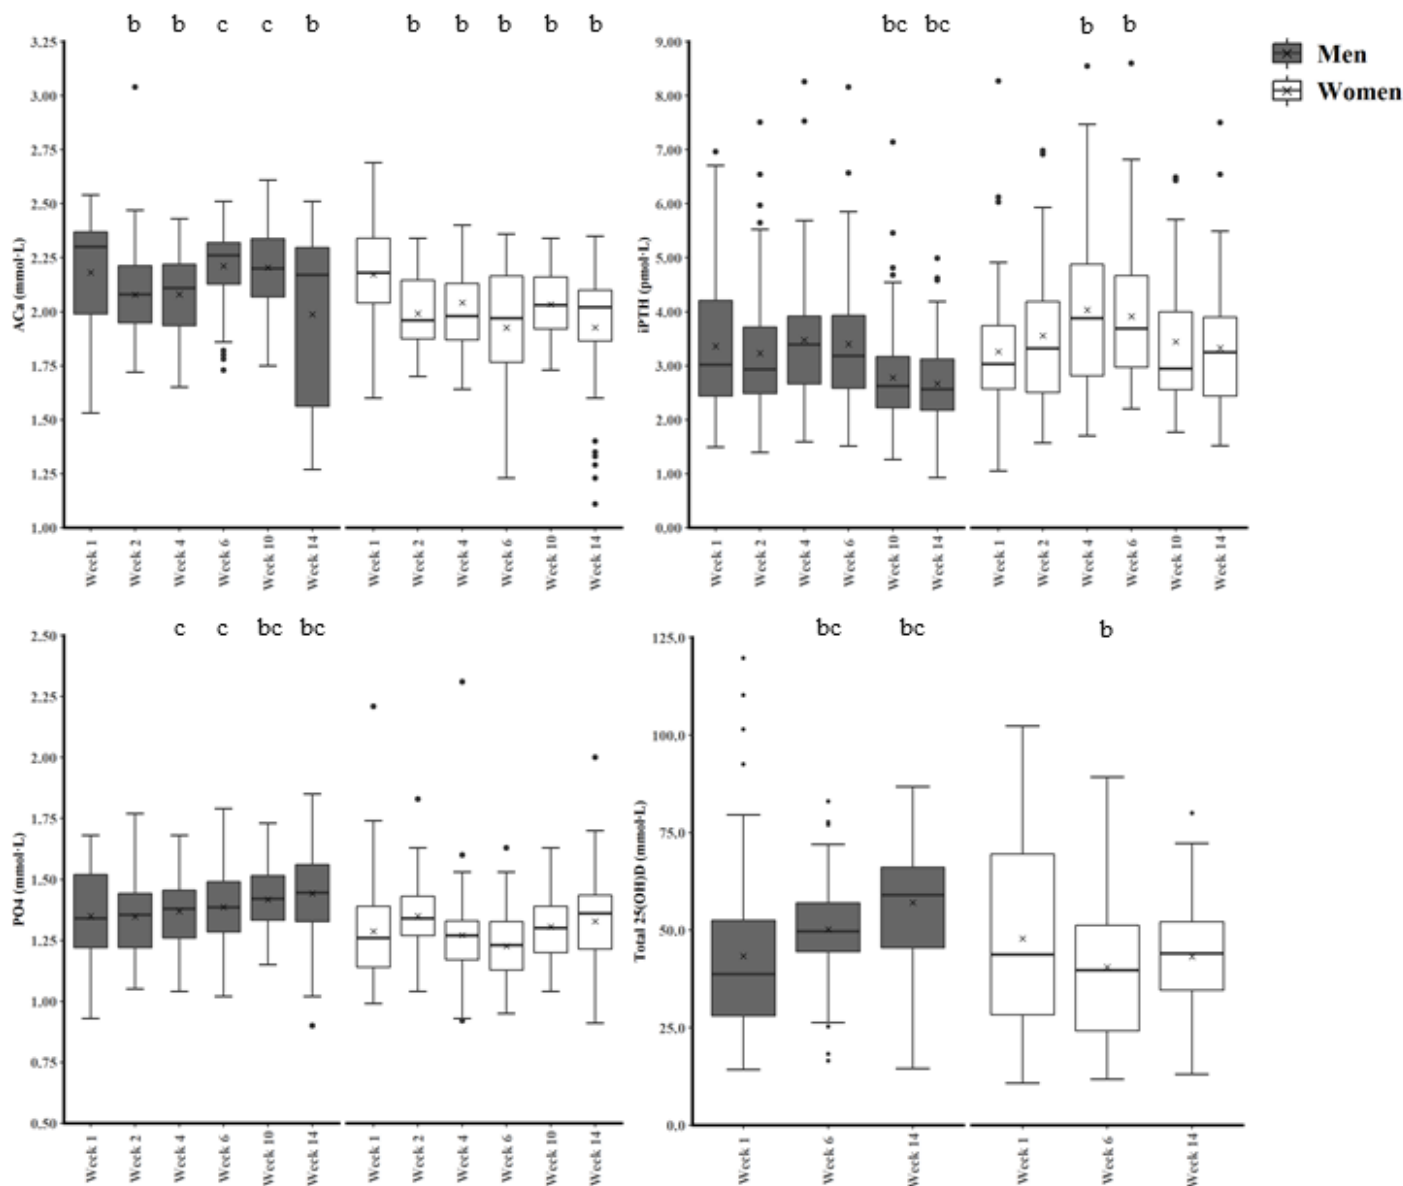 b b c c b b b b b b
bc bc b b
Men
Women
ACa (mmol·L)
3.25
3.00
2.75
2.50
2.25
2.00
1.75
1.50
1.25
1.00
Week 1
Week 2
Week 4
Week 6
Week 10
Week 14
Week 1
Week 2
Week 4
Week 6
Week 10
Week 14
iPTH (pmol·L)
9,00
8,00
7,00
6,00
5,00
4,00
3,00
2,00
1,00
0,00
Week 1
Week 2
Week 4
Week 6
Week 10
Week 14
Week 1
Week 2
Week 4
Week 6
Week 10
Week 14
c c bc bc
PO4 (mmol·L)
2.50
2.25
2.00
1.75
1.50
1.25
1.00
0.75
0.50
Week 1
Week 2
Week 4
Week 6
Week 10
Week 14
Week 1
Week 2
Week 4
Week 6
Week 10
Week 14
bc bc b
Total 25(OH)D (mmol·L)
125,0
100,0
75,0
50,0
25,0
0,0
Week 1
Week 6
Week 14
Week 1
Week 6
Week 14